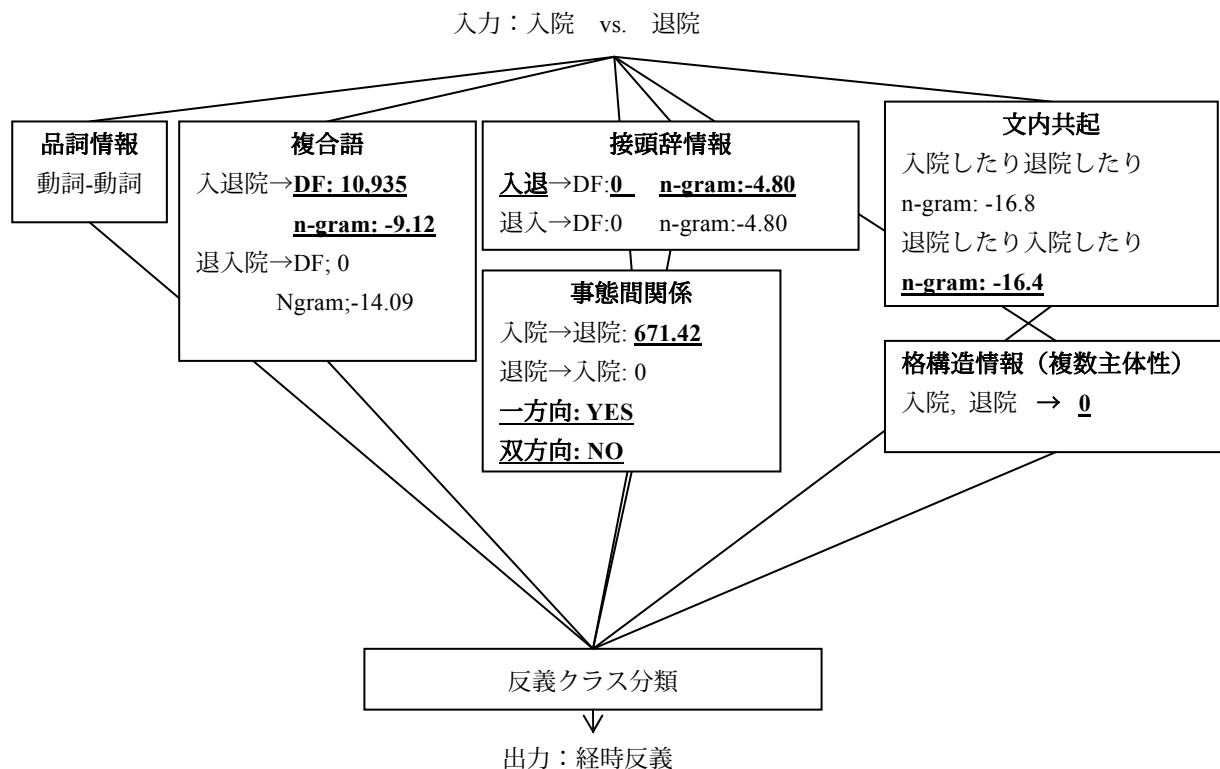 入力：入院 vs. 退院
品詞情報
動詞-動詞
複合語
入退院→DF: 10,935
n-gram: -9.12
退入院→DF; 0
Ngram;-14.09
接頭辞情報
入退→DF:0 n-gram:-4.80
退入→DF:0 n-gram:-4.80
事態間関係
入院→退院: 671.42
退院→入院: 0
一方向: YES
双方向: NO
文内共起
入院したり退院したり
n-gram: -16.8
退院したり入院したり
n-gram: -16.4
格構造情報（複数主体性）
入院, 退院 → 0
反義クラス分類
出力：経時反義